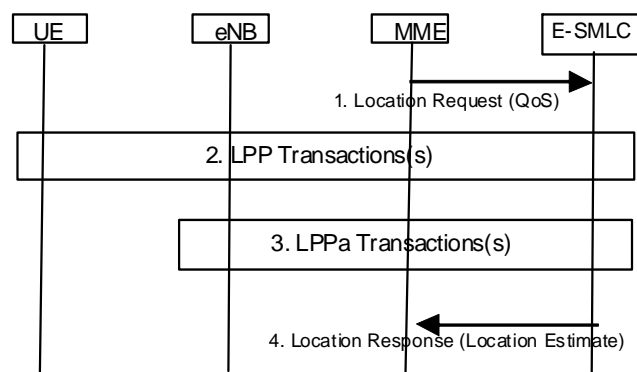 UE
eNB
MME
E-SMLC
1. Location Request (QoS)
2. LPP Transactions(s)
3. LPPa Transactions(s)
4. Location Response (Location Estimate)